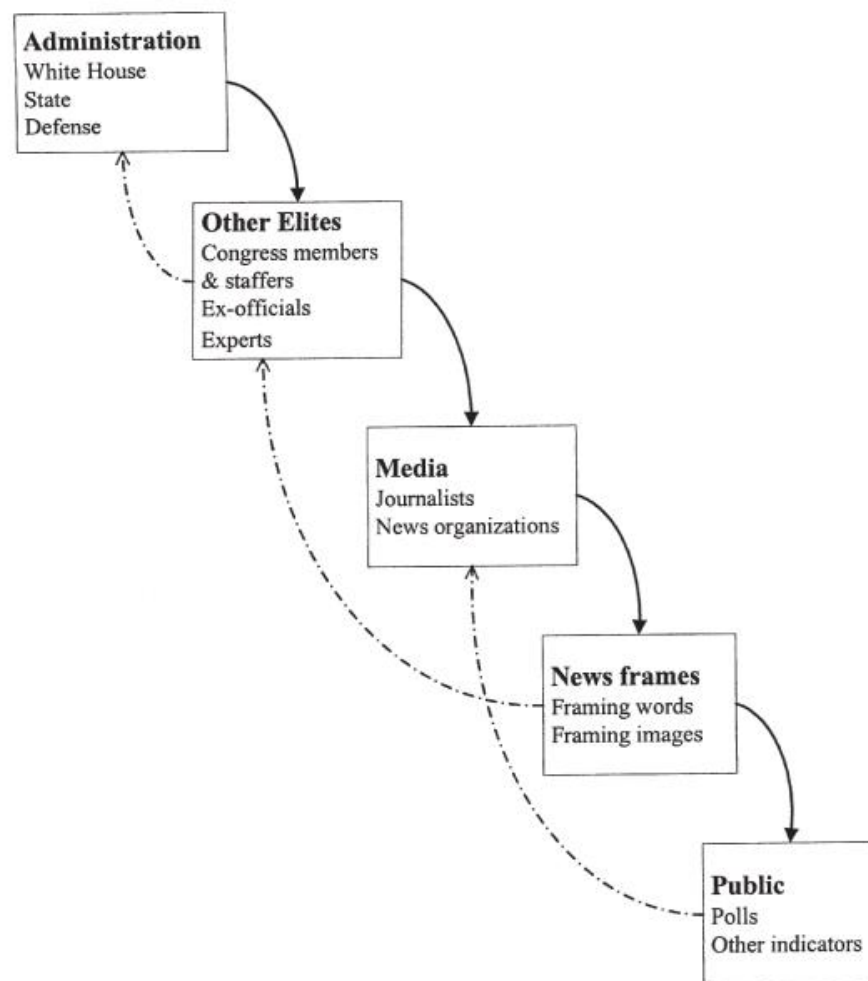 Administration
White House
State
Defense
Other Elites
Congress members
& staffers
Ex-officials
Experts
Media
Journalists
News organizations
News frames
Framing words
Framing images
Public
Polls
Other indicators